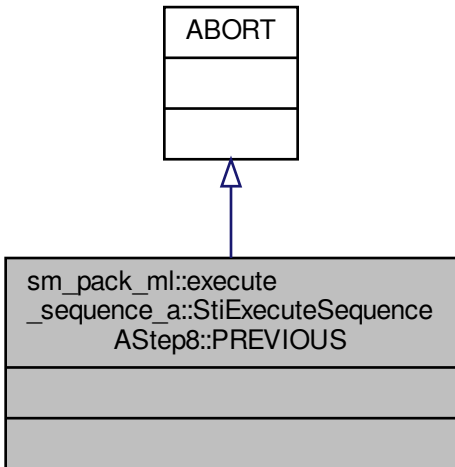 ABORT
sm_pack_ml::execute
_sequence_a::StiExecuteSequence
AStep8::PREVIOUS